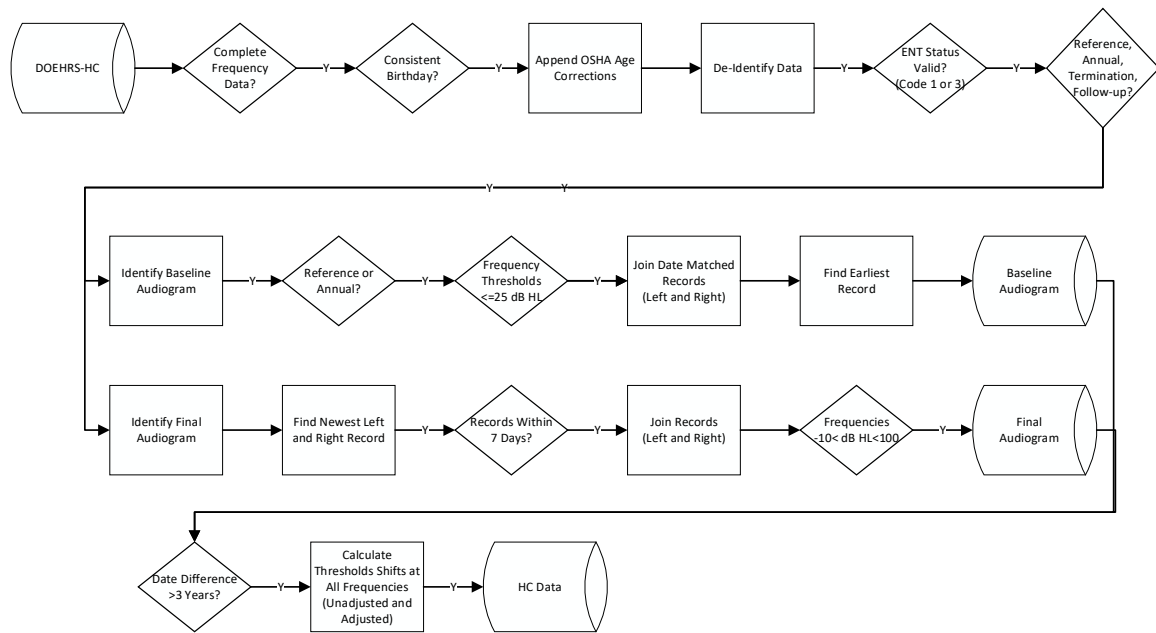 DOEHRS-HC
Complete
Frequency
Data?
Y
Consistent
Birthday?
Y
Append OSHA Age
Corrections
De-Identify Data
Y
ENT Status
Valid?
(Code 1 or 3)
Y
Reference,
Annual,
Termination,
Follow-up?
Y
Y
Identify Baseline
Audiogram
Y
Reference or
Annual?
Y
Frequency
Thresholds
<=25 dB HL
Y
Join Date Matched
Records
(Left and Right)
Find Earliest
Record
Baseline
Audiogram
Identify Final
Audiogram
Find Newest Left
and Right Record
Y
Records Within
7 Days?
Y
Join Records
(Left and Right)
Y
Frequencies
-10< dB HL<100
Y
Final
Audiogram
Date Difference
>3 Years?
Y
Calculate
Thresholds Shifts at
All Frequencies
(Unadjusted and
Adjusted)
Y
HC Data